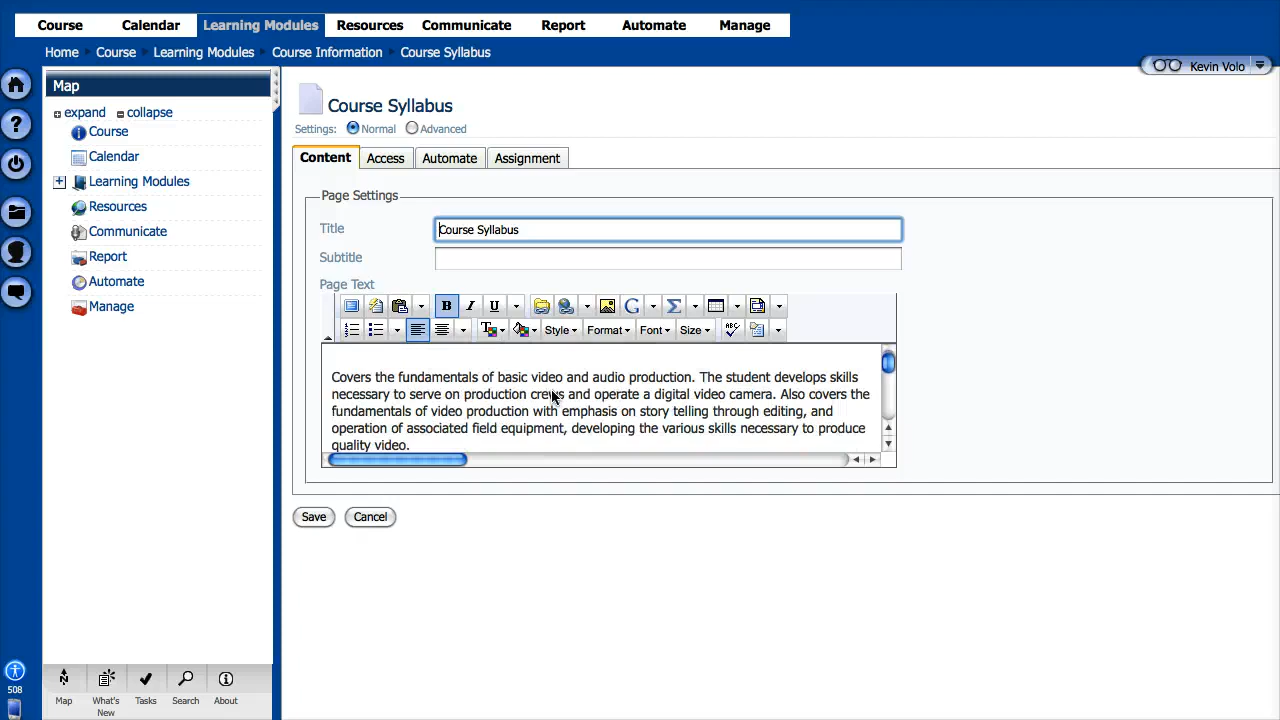 Course Calendar Learning Modules Resources Communicate Report Automate Manage
Home Course Learning Modules Course Information Course Syllabus
Kevin Volo
Map
expand collapse
Course
Calendar
Learning Modules
Resources
Communicate
Report
Automate
Manage
Course Syllabus
Settings: Normal Advanced
Content Access Automate Assignment
Page Settings
Title Course Syllabus
Subtitle
Page Text
B I U G Σ
T Style Format Font Size ABC
Covers the fundamentals of basic video and audio production. The student develops skills
necessary to serve on production crews and operate a digital video camera. Also covers the
fundamentals of video production with emphasis on story telling through editing, and
operation of associated field equipment, developing the various skills necessary to produce
quality video.
Save Cancel
508
Map What's New Tasks Search About